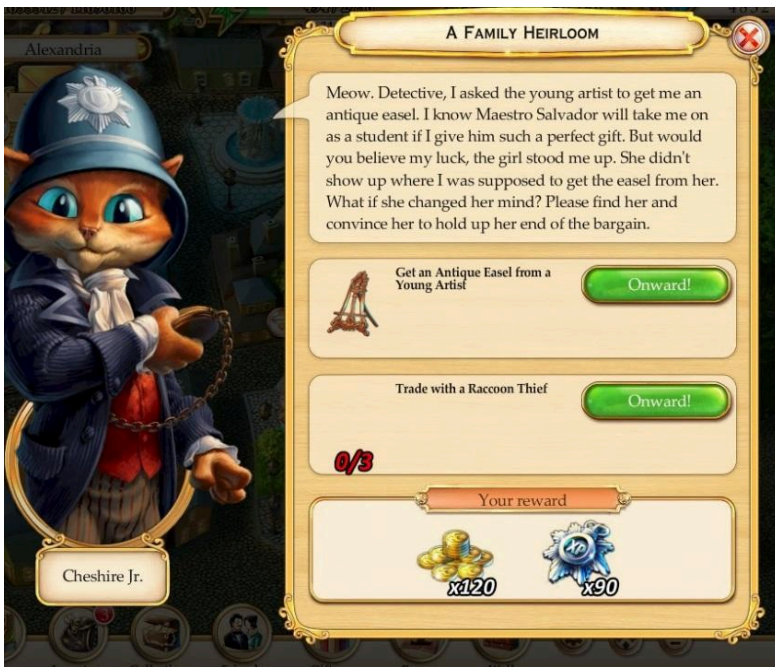 Alexandria
A Family Heirloom
Meow. Detective, I asked the young artist to get me an
antique easel. I know Maestro Salvador will take me on
as a student if I give him such a perfect gift. But would
you believe my luck, the girl stood me up. She didn't
show up where I was supposed to get the easel from her.
What if she changed her mind? Please find her and
convince her to hold up her end of the bargain.
Get an Antique Easel from a
Young Artist
Onward!
Trade with a Raccoon Thief
Onward!
0/3
Your reward
XP
x120
x90
Cheshire Jr.